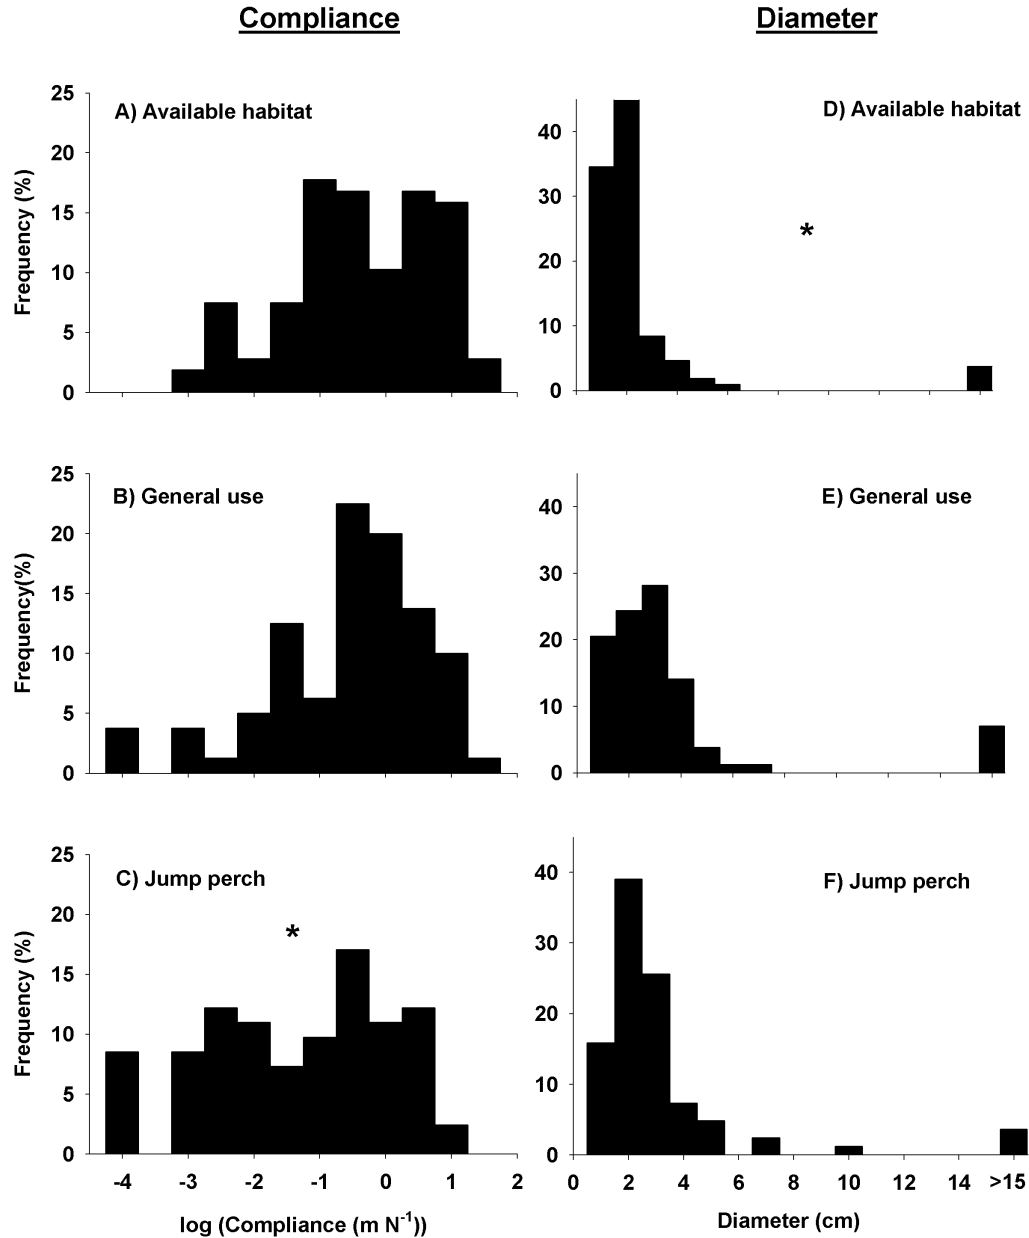 Compliance
Diameter
A) Available habitat
25
20
15
10
5
0
Frequency (%)
D) Available habitat
40
30
20
10
0
*
B) General use
25
20
15
10
5
0
Frequency(%)
E) General use
40
30
20
10
0
C) Jump perch
25
20
15
10
5
0
Frequency (%)
*
-4 -3 -2 -1 0 1 2
log (Compliance (m N⁻¹))
F) Jump perch
40
30
20
10
0
0 2 4 6 8 10 12 14 >15
Diameter (cm)